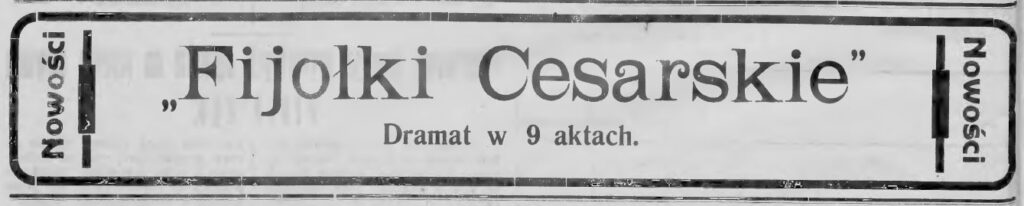 Nowości
„Fijołki Cesarskie”
Dramat w 9 aktach.
Nowości